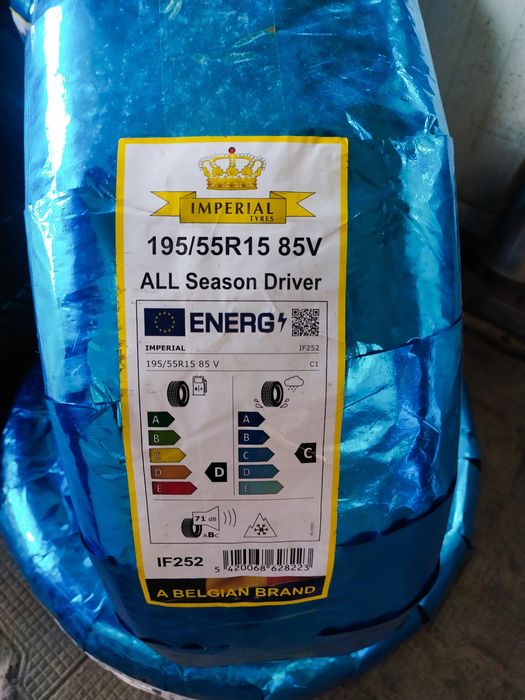 IMPERIAL
TYRES
195/55R15 85V
ALL Season Driver
ENERG
IMPERIAL IF252
195/55R15 85 V C1
A A
B B
C C C
D D D
E E
71 dB
ABC
IF252
5 420068 628223
A BELGIAN BRAND